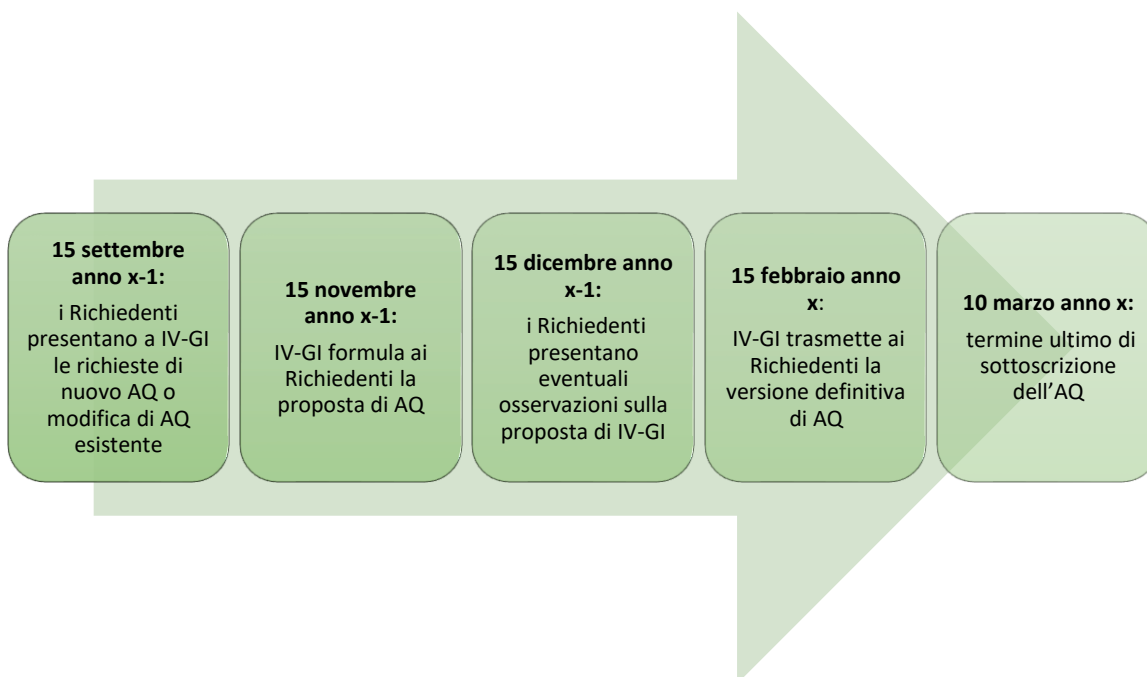 15 settembre
anno x-1:
i Richiedenti
presentano a IV-GI
le richieste di
nuovo AQ o
modifica di AQ
esistente
15 novembre
anno x-1:
IV-GI formula ai
Richiedenti la
proposta di AQ
15 dicembre anno
x-1:
i Richiedenti
presentano
eventuali
osservazioni sulla
proposta di IV-GI
15 febbraio anno
x:
IV-GI trasmette ai
Richiedenti la
versione definitiva
di AQ
10 marzo anno x:
termine ultimo di
sottoscrizione
dell’AQ